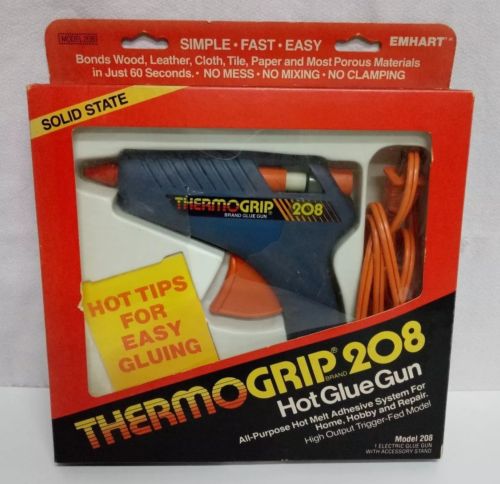 MODEL 208
SIMPLE • FAST • EASY
EMHART
Bonds Wood, Leather, Cloth, Tile, Paper and Most Porous Materials
in Just 60 Seconds. • NO MESS • NO MIXING • NO CLAMPING
SOLID STATE
THERMOGRIP® 208
BRAND GLUE GUN
HOT TIPS
FOR
EASY
GLUING
THERMOGRIP® 208
BRAND
Hot Glue Gun
All-Purpose Hot Melt Adhesive System For
Home, Hobby and Repair.
High Output Trigger-Fed Model
Model 208
1 ELECTRIC GLUE GUN
WITH ACCESSORY STAND